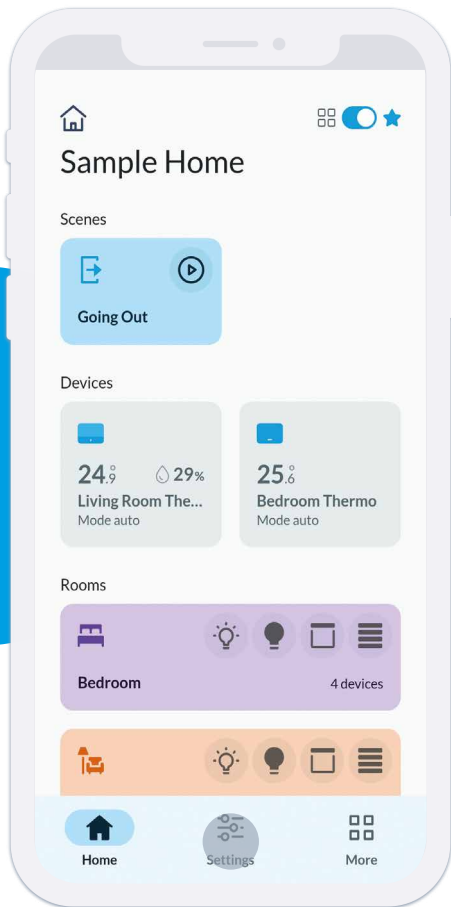 Sample Home
Scenes
Going Out
Devices
24.9° 29%
Living Room The...
Mode auto
25.6°
Bedroom Thermo
Mode auto
Rooms
Bedroom
4 devices
Home
Settings
More